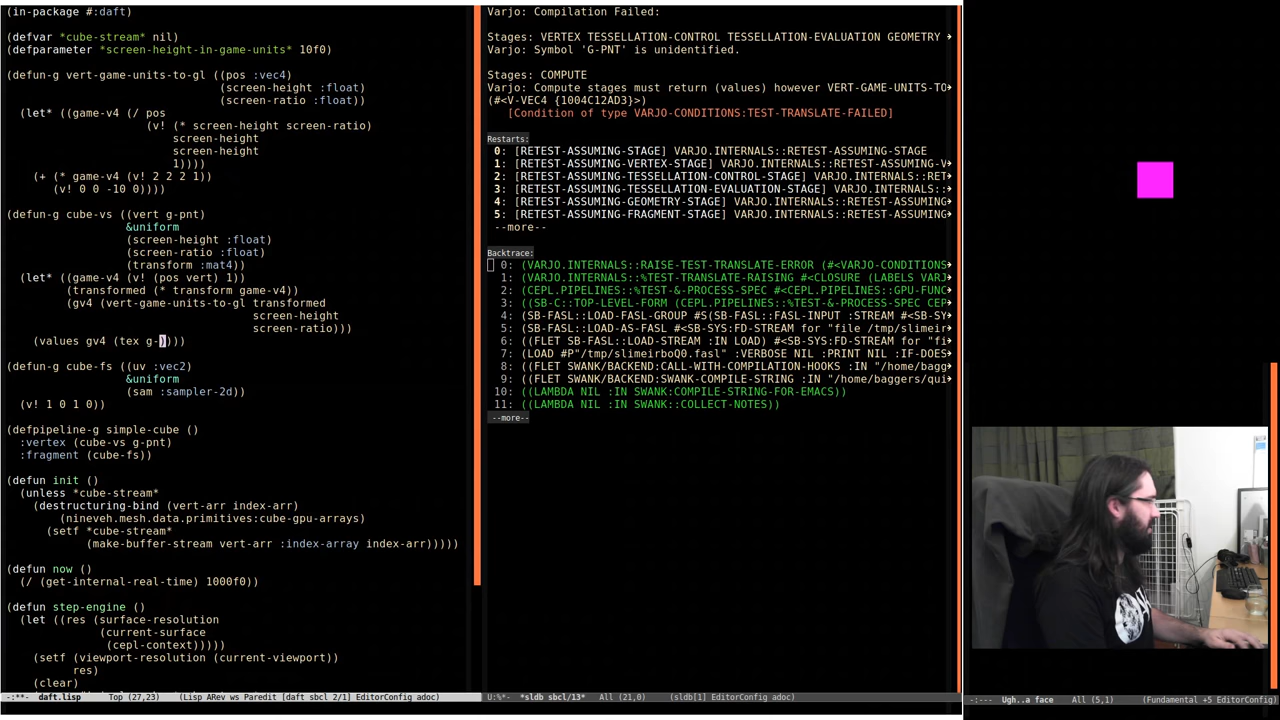 (in-package #:daft)
(defvar *cube-stream* nil)
(defparameter *screen-height-in-game-units* 10f0)
(defun-g vert-game-units-to-gl ((pos :vec4)
(screen-height :float)
(screen-ratio :float))
(let* ((game-v4 (/ pos
(v! (* screen-height screen-ratio)
screen-height
screen-height
1))))
(+ (* game-v4 (v! 2 2 2 1))
(v! 0 0 -10 0))))
(defun-g cube-vs ((vert g-pnt)
&uniform
(screen-height :float)
(screen-ratio :float)
(transform :mat4))
(let* ((game-v4 (v! (pos vert) 1))
(transformed (* transform game-v4))
(gv4 (vert-game-units-to-gl transformed
screen-height
screen-ratio)))
(values gv4 (tex g-))))
(defun-g cube-fs ((uv :vec2)
&uniform
(sam :sampler-2d))
(v! 1 0 1 0))
(defpipeline-g simple-cube ()
:vertex (cube-vs g-pnt)
:fragment (cube-fs))
(defun init ()
(unless *cube-stream*
(destructuring-bind (vert-arr index-arr)
(nineveh.mesh.data.primitives:cube-gpu-arrays)
(setf *cube-stream*
(make-buffer-stream vert-arr :index-array index-arr)))))
(defun now ()
(/ (get-internal-real-time) 1000f0))
(defun step-engine ()
(let ((res (surface-resolution
(current-surface
(cepl-context)))))
(setf (viewport-resolution (current-viewport))
res)
(clear)
-:**-  daft.lisp      Top (27,23)    (Lisp ARev ws Paredit [daft sbcl 2/1] EditorConfig adoc)
Varjo: Compilation Failed:
Stages: VERTEX TESSELLATION-CONTROL TESSELLATION-EVALUATION GEOMETRY
Varjo: Symbol 'G-PNT' is unidentified.
Stages: COMPUTE
Varjo: Compute stages must return (values) however VERT-GAME-UNITS-TO
(#<V-VEC4 {1004C12AD3}>)
[Condition of type VARJO-CONDITIONS:TEST-TRANSLATE-FAILED]
Restarts:
0: [RETEST-ASSUMING-STAGE] VARJO.INTERNALS::RETEST-ASSUMING-STAGE
1: [RETEST-ASSUMING-VERTEX-STAGE] VARJO.INTERNALS::RETEST-ASSUMING-V
2: [RETEST-ASSUMING-TESSELLATION-CONTROL-STAGE] VARJO.INTERNALS::RET
3: [RETEST-ASSUMING-TESSELLATION-EVALUATION-STAGE] VARJO.INTERNALS::
4: [RETEST-ASSUMING-GEOMETRY-STAGE] VARJO.INTERNALS::RETEST-ASSUMING
5: [RETEST-ASSUMING-FRAGMENT-STAGE] VARJO.INTERNALS::RETEST-ASSUMING
--more--
Backtrace:
0: (VARJO.INTERNALS::RAISE-TEST-TRANSLATE-ERROR (#<VARJO-CONDITIONS
1: (VARJO.INTERNALS::%TEST-TRANSLATE-RAISING #<CLOSURE (LABELS VARJ
2: (CEPL.PIPELINES::%TEST-&-PROCESS-SPEC #<CEPL.PIPELINES::GPU-FUNC
3: ((SB-C::TOP-LEVEL-FORM (CEPL.PIPELINES::%TEST-&-PROCESS-SPEC CEP
4: (SB-FASL::LOAD-FASL-GROUP #S(SB-FASL::FASL-INPUT :STREAM #<SB-SY
5: (SB-FASL::LOAD-AS-FASL #<SB-SYS:FD-STREAM for "file /tmp/slimeir
6: ((FLET SB-FASL::LOAD-STREAM :IN LOAD) #<SB-SYS:FD-STREAM for "fi
7: (LOAD #P"/tmp/slimeirboQ0.fasl" :VERBOSE NIL :PRINT NIL :IF-DOES
8: ((FLET SWANK/BACKEND:CALL-WITH-COMPILATION-HOOKS :IN "/home/bagg
9: ((FLET SWANK/BACKEND:SWANK-COMPILE-STRING :IN "/home/baggers/qui
10: ((LAMBDA NIL :IN SWANK:COMPILE-STRING-FOR-EMACS))
11: ((LAMBDA NIL :IN SWANK::COLLECT-NOTES))
--more--
U:%*-  *sldb sbcl/13*   All (21,0)     (sldb[1] EditorConfig adoc)
-:---  Ugh..a face    All (5,1)      (Fundamental +5 EditorConfig)